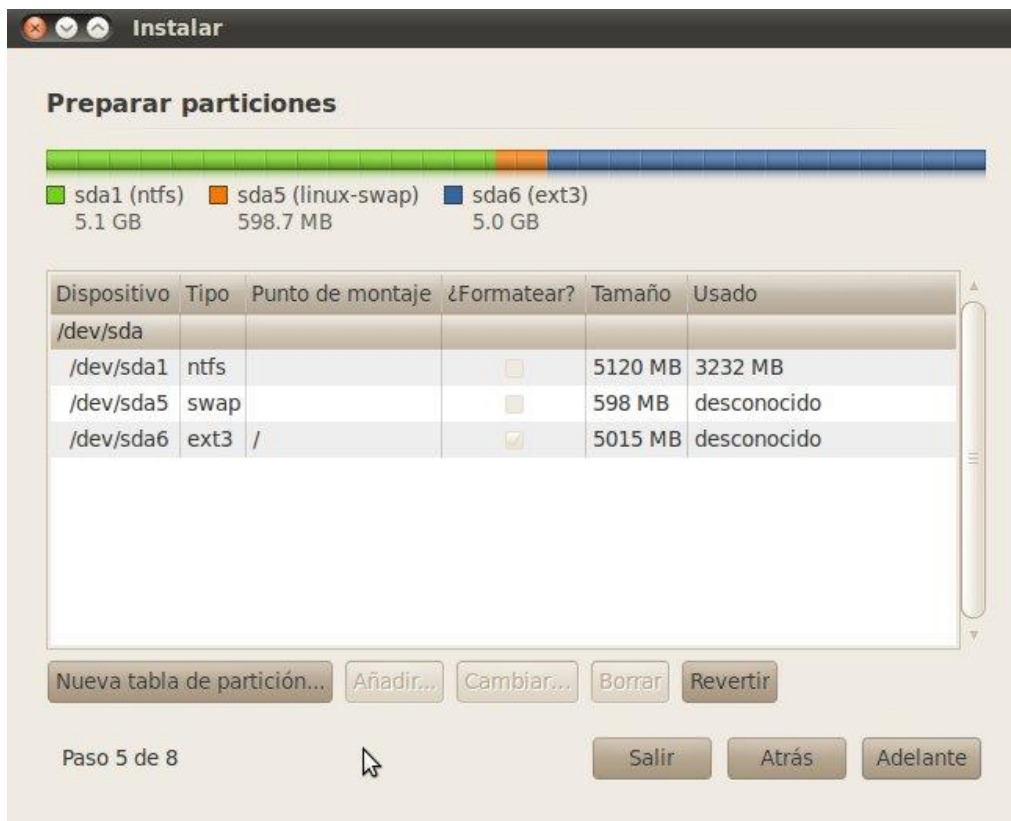 Instalar
Preparar particiones
sda1 (ntfs) sda5 (linux-swap) sda6 (ext3)
5.1 GB 598.7 MB 5.0 GB
Dispositivo Tipo Punto de montaje ¿Formatear? Tamaño Usado
/dev/sda
/dev/sda1 ntfs 5120 MB 3232 MB
/dev/sda5 swap 598 MB desconocido
/dev/sda6 ext3 / 5015 MB desconocido
Nueva tabla de partición... Añadir... Cambiar... Borrar Revertir
Paso 5 de 8 Salir Atrás Adelante